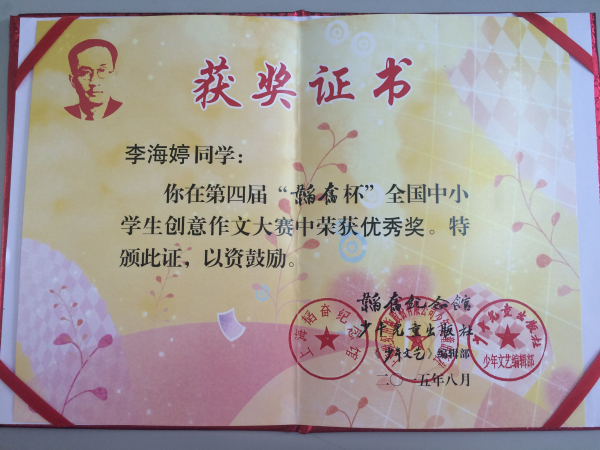 获奖证书
李海婷同学：
你在第四届“韬奋杯”全国中小
学生创意作文大赛中荣获优秀奖。特
颁此证，以资鼓励。
韬奋纪念馆
少年儿童出版社
《少年文艺》编辑部
二〇一五年八月
上海韬奋纪念馆
少年儿童出版社
少年文艺编辑部